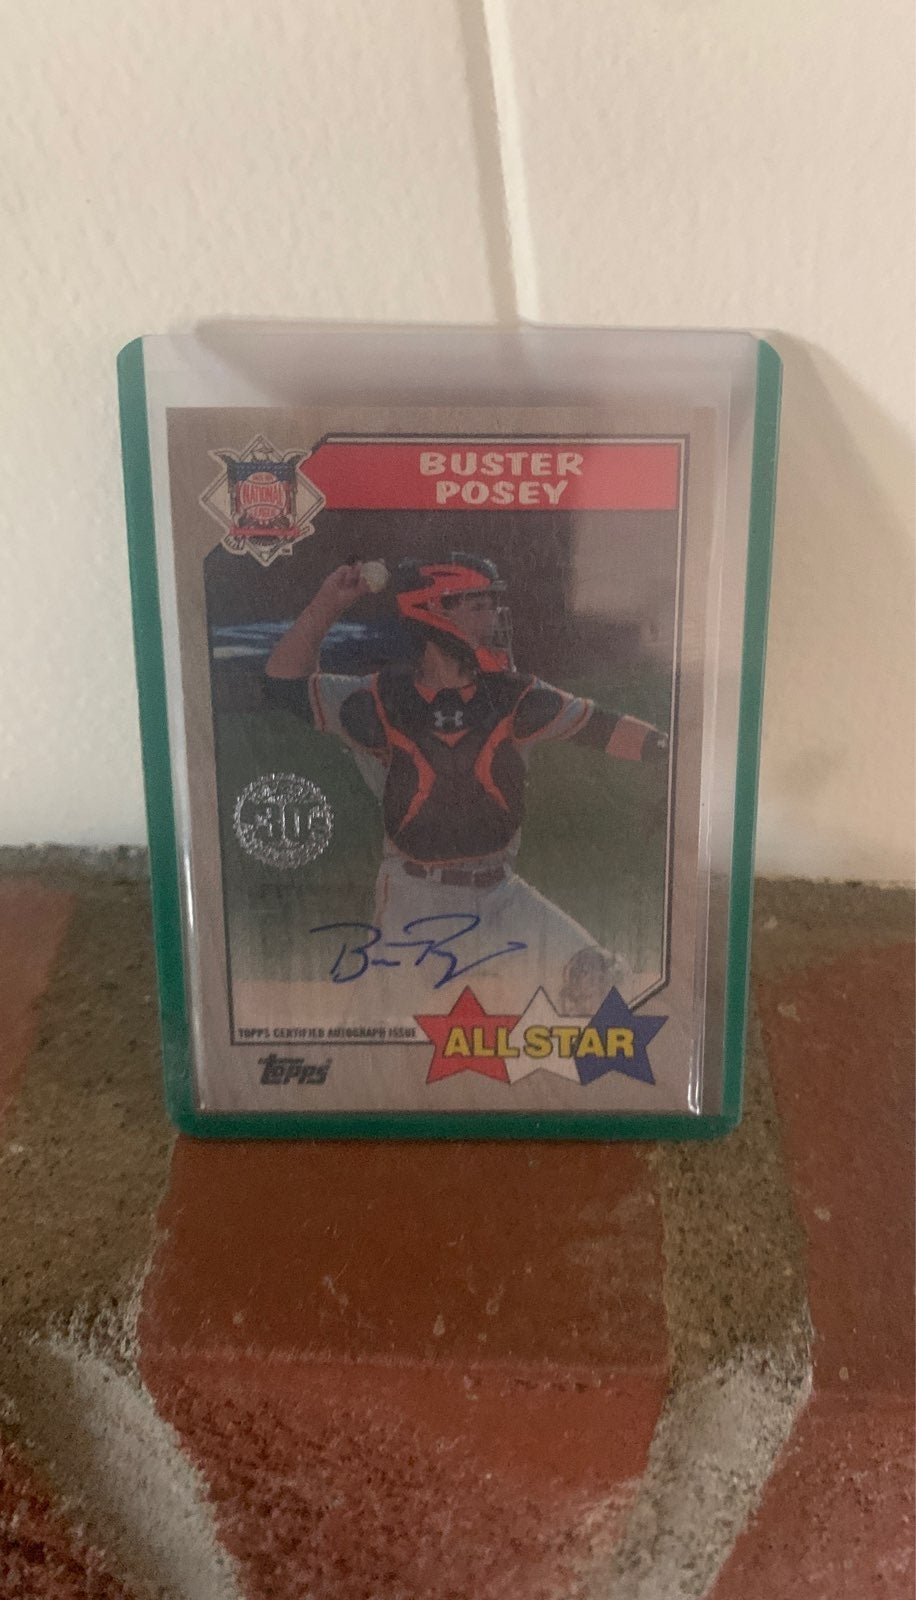 BUSTER
POSEY
NATIONAL
30
TOPPS CERTIFIED AUTOGRAPH ISSUE
ALL STAR
Topps